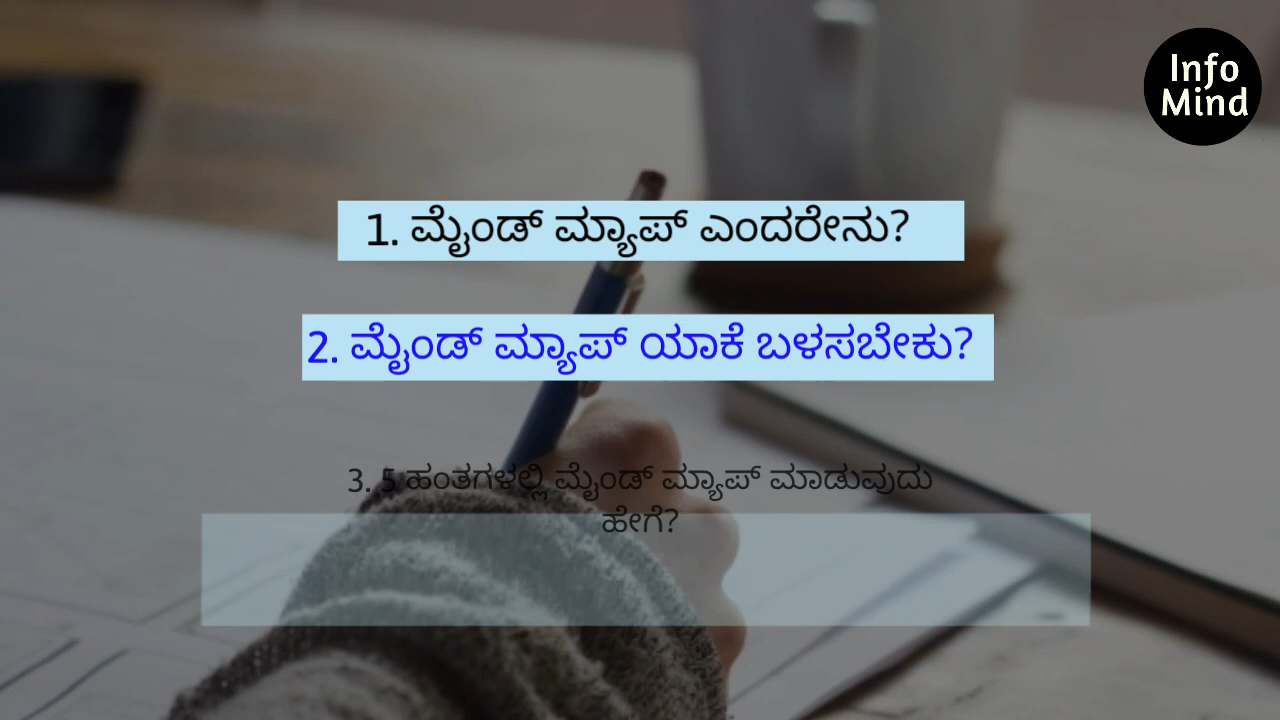 Info
Mind
1. ಮೈಂಡ್ ಮ್ಯಾಪ್ ಎಂದರೇನು?
2. ಮೈಂಡ್ ಮ್ಯಾಪ್ ಯಾಕೆ ಬಳಸಬೇಕು?
3. 5 ಹಂತಗಳಲ್ಲಿ ಮೈಂಡ್ ಮ್ಯಾಪ್ ಮಾಡುವುದು
ಹೇಗೆ?